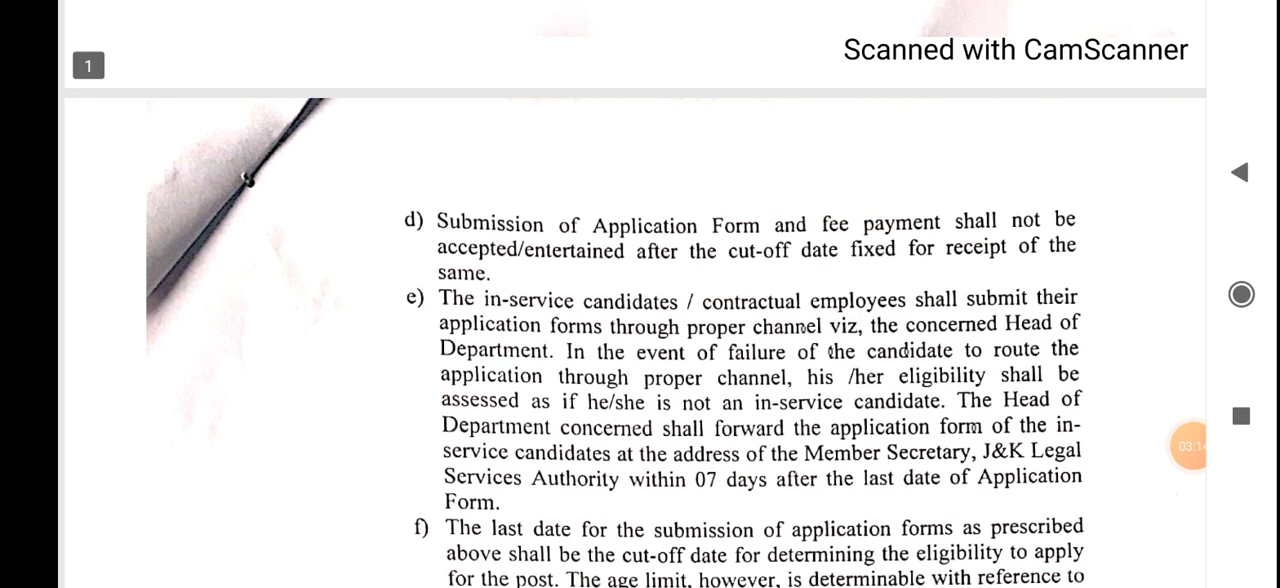 Scanned with CamScanner
1
d) Submission of Application Form and fee payment shall not be
accepted/entertained after the cut-off date fixed for receipt of the
same.
e) The in-service candidates / contractual employees shall submit their
application forms through proper channel viz, the concerned Head of
Department. In the event of failure of the candidate to route the
application through proper channel, his /her eligibility shall be
assessed as if he/she is not an in-service candidate. The Head of
Department concerned shall forward the application form of the in-
service candidates at the address of the Member Secretary, J&K Legal
Services Authority within 07 days after the last date of Application
Form.
f) The last date for the submission of application forms as prescribed
above shall be the cut-off date for determining the eligibility to apply
for the post. The age limit, however, is determinable with reference to